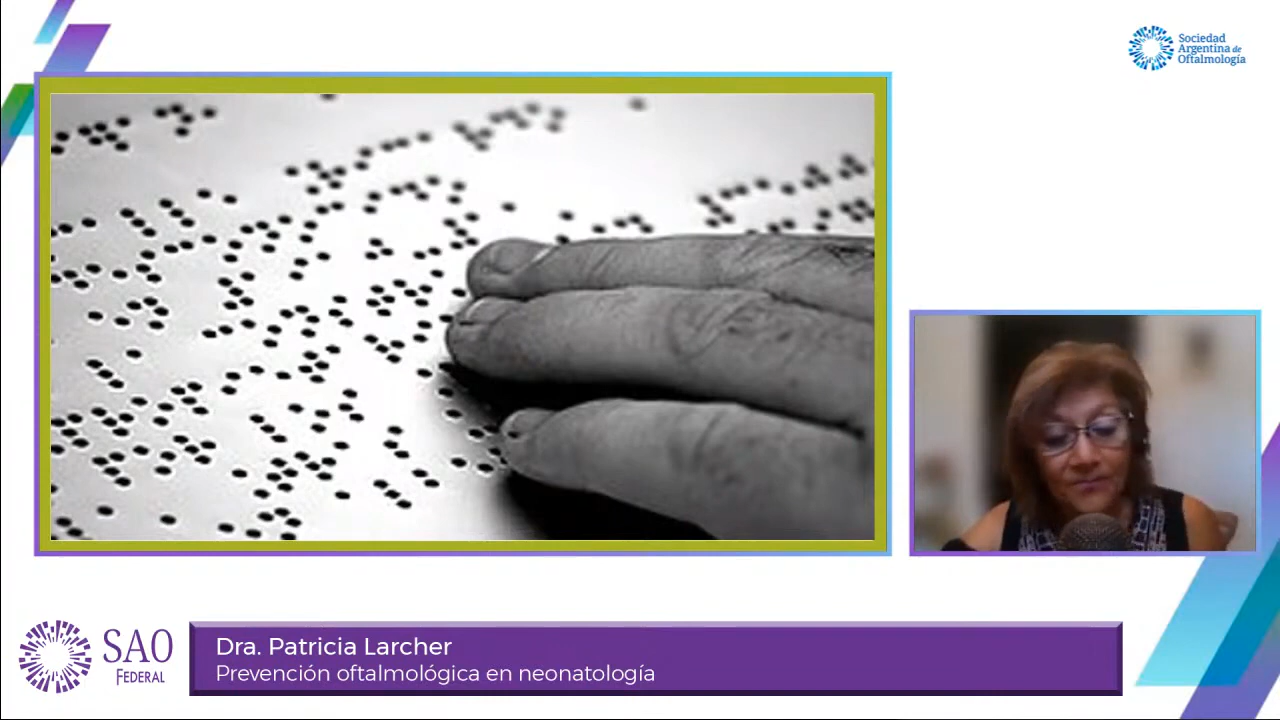 Sociedad
Argentina de
Oftalmología
SAO
FEDERAL
Dra. Patricia Larcher
Prevención oftalmológica en neonatología